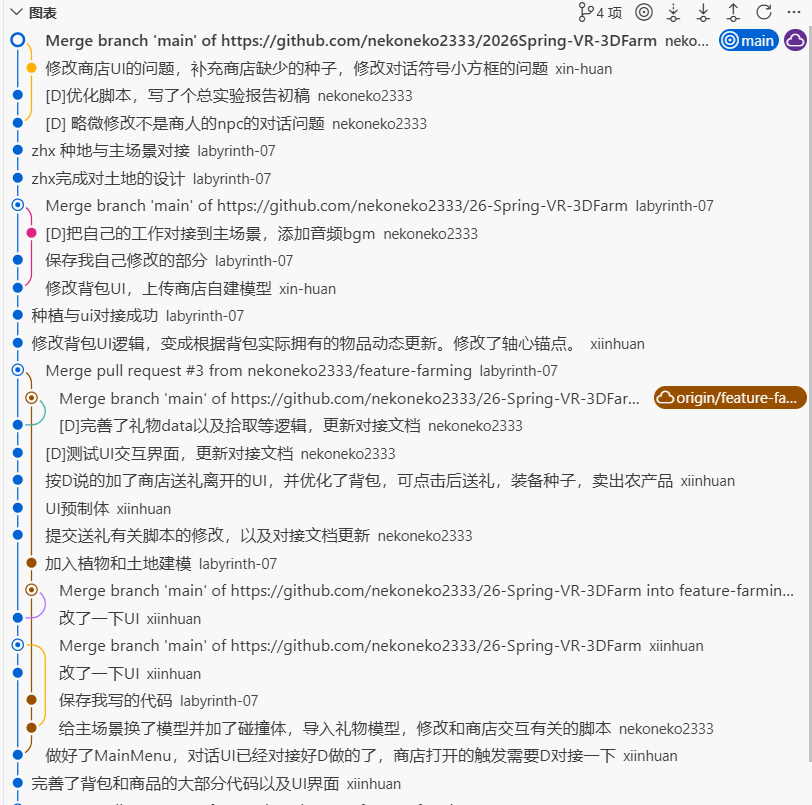 图表 4 项
Merge branch 'main' of https://github.com/nekoneko2333/2026Spring-VR-3DFarm neko... main
修改商店UI的问题，补充商店缺少的种子，修改对话符号小方框的问题 xin-huan
[D]优化脚本，写了个总实验报告初稿 nekoneko2333
[D] 略微修改不是商人的npc的对话问题 nekoneko2333
zhx 种地与主场景对接 labyrinth-07
zhx完成对土地的设计 labyrinth-07
Merge branch 'main' of https://github.com/nekoneko2333/26-Spring-VR-3DFarm labyrinth-07
[D]把自己的工作对接到主场景，添加音频bgm nekoneko2333
保存我自己修改的部分 labyrinth-07
修改背包UI，上传商店自建模型 xin-huan
种植与ui对接成功 labyrinth-07
修改背包UI逻辑，变成根据背包实际拥有的物品动态更新。修改了轴心锚点。 xiinhuan
Merge pull request #3 from nekoneko2333/feature-farming labyrinth-07
Merge branch 'main' of https://github.com/nekoneko2333/26-Spring-VR-3DFar... origin/feature-fa...
[D]完善了礼物data以及拾取等逻辑，更新对接文档 nekoneko2333
[D]测试UI交互界面，更新对接文档 nekoneko2333
按D说的加了商店送礼离开的UI，并优化了背包，可点击后送礼，装备种子，卖出农产品 xiinhuan
UI预制体 xiinhuan
提交送礼有关脚本的修改，以及对接文档更新 nekoneko2333
加入植物和土地建模 labyrinth-07
Merge branch 'main' of https://github.com/nekoneko2333/26-Spring-VR-3DFarm into feature-farmin...
改了一下UI xiinhuan
Merge branch 'main' of https://github.com/nekoneko2333/26-Spring-VR-3DFarm xiinhuan
改了一下UI xiinhuan
保存我写的代码 labyrinth-07
给主场景换了模型并加了碰撞体，导入礼物模型，修改和商店交互有关的脚本 nekoneko2333
做好了MainMenu，对话UI已经对接好D做的了，商店打开的触发需要D对接一下 xiinhuan
完善了背包和商品的大部分代码以及UI界面 xiinhuan